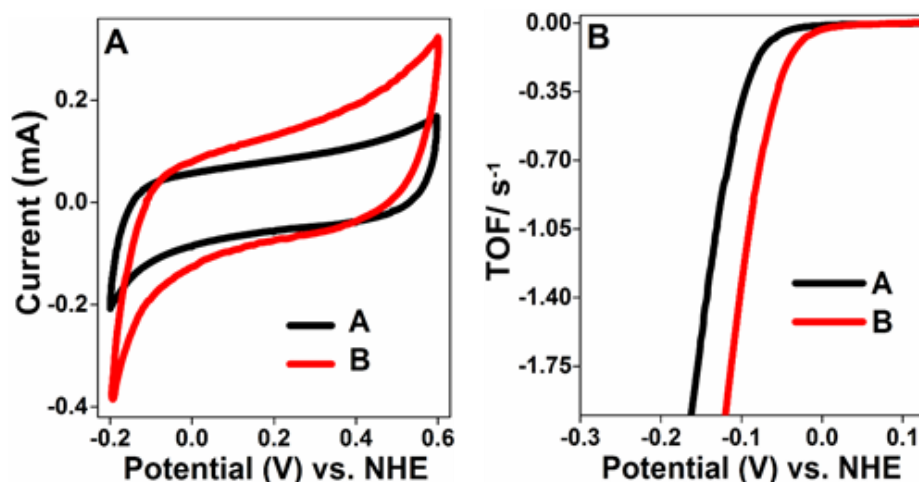 A
Current (mA)
0.2
0.0
-0.2
-0.4
A
B
-0.2 0.0 0.2 0.4 0.6
Potential (V) vs. NHE
B
TOF/ s⁻¹
0.00
-0.35
-0.70
-1.05
-1.40
-1.75
A
B
-0.3 -0.2 -0.1 0.0 0.1
Potential (V) vs. NHE